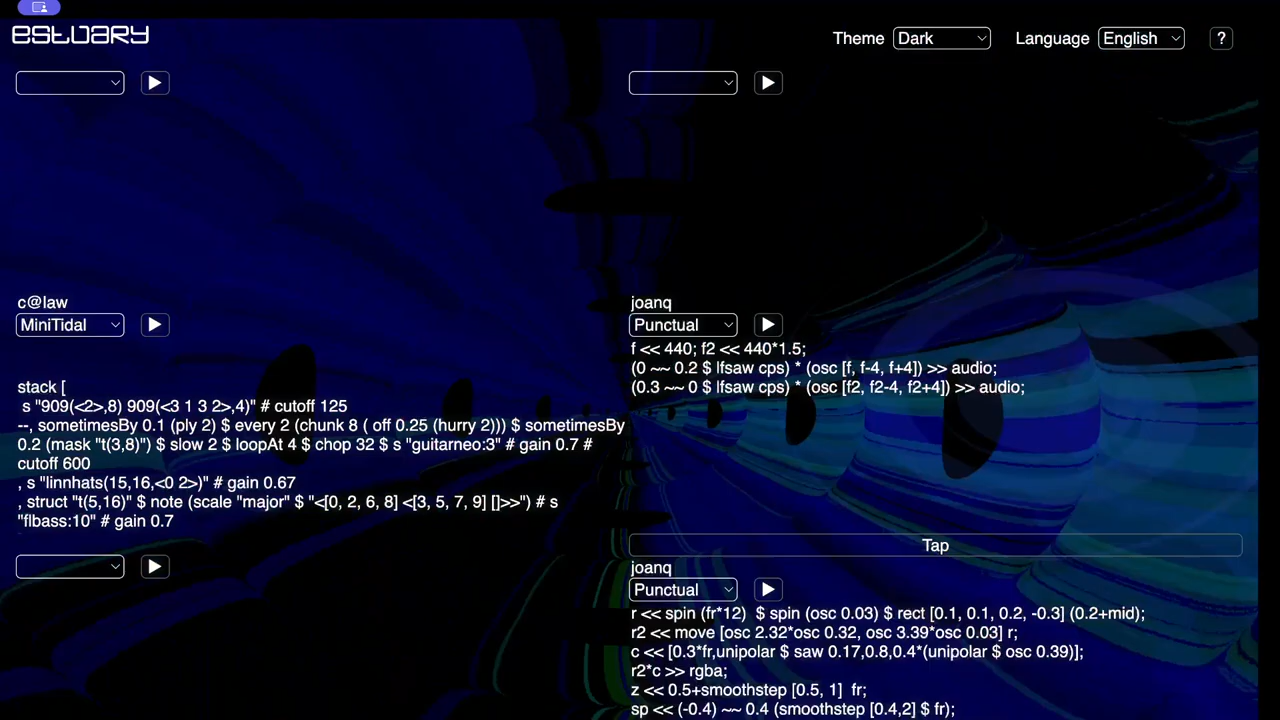 estuary
Theme Dark Language English ?
c@law
MiniTidal
stack [
s "909(<2>,8) 909(<3 1 3 2>,4)" # cutoff 125
--, sometimesBy 0.1 (ply 2) $ every 2 (chunk 8 ( off 0.25 (hurry 2))) $ sometimesBy
0.2 (mask "t(3,8)") $ slow 2 $ loopAt 4 $ chop 32 $ s "guitarneo:3" # gain 0.7 #
cutoff 600
, s "linnhats(15,16,<0 2>)" # gain 0.67
, struct "t(5,16)" $ note (scale "major" $ "<[0, 2, 6, 8] <[3, 5, 7, 9] []>>") # s
"flbass:10" # gain 0.7
joanq
Punctual
f << 440; f2 << 440*1.5;
(0 ~~ 0.2 $ lfsaw cps) * (osc [f, f-4, f+4]) >> audio;
(0.3 ~~ 0 $ lfsaw cps) * (osc [f2, f2-4, f2+4]) >> audio;
Tap
joanq
Punctual
r << spin (fr*12) $ spin (osc 0.03) $ rect [0.1, 0.1, 0.2, -0.3] (0.2+mid);
r2 << move [osc 2.32*osc 0.32, osc 3.39*osc 0.03] r;
c << [0.3*fr,unipolar $ saw 0.17,0.8,0.4*(unipolar $ osc 0.39)];
r2*c >> rgba;
z << 0.5+smoothstep [0.5, 1] fr;
sp << (-0.4) ~~ 0.4 (smoothstep [0.4,2] $ fr);